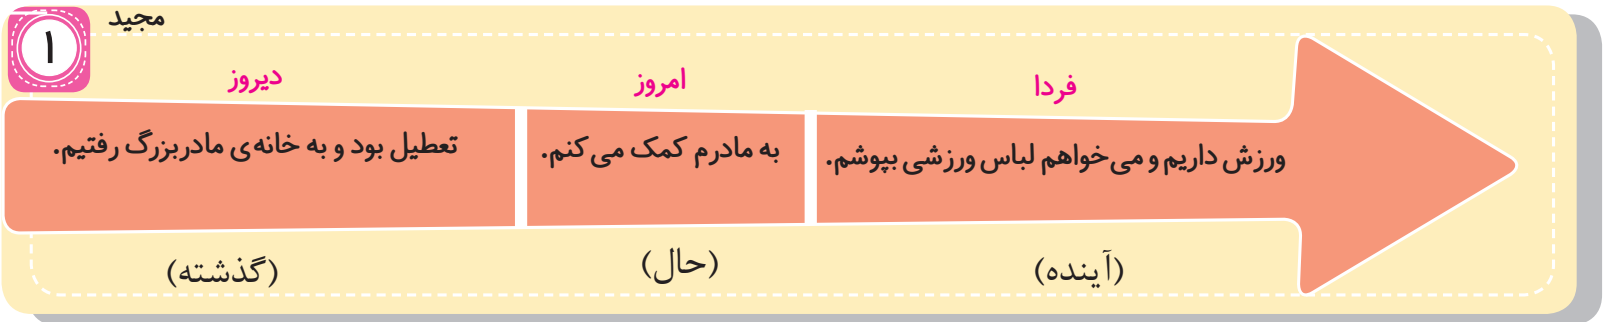 ۱
مجید
دیروز
امروز
فردا
تعطیل بود و به خانه‌ی مادربزرگ رفتیم.
به مادرم کمک می‌کنم.
ورزش داریم و می‌خواهم لباس ورزشی بپوشم.
(گذشته)
(حال)
(آینده)